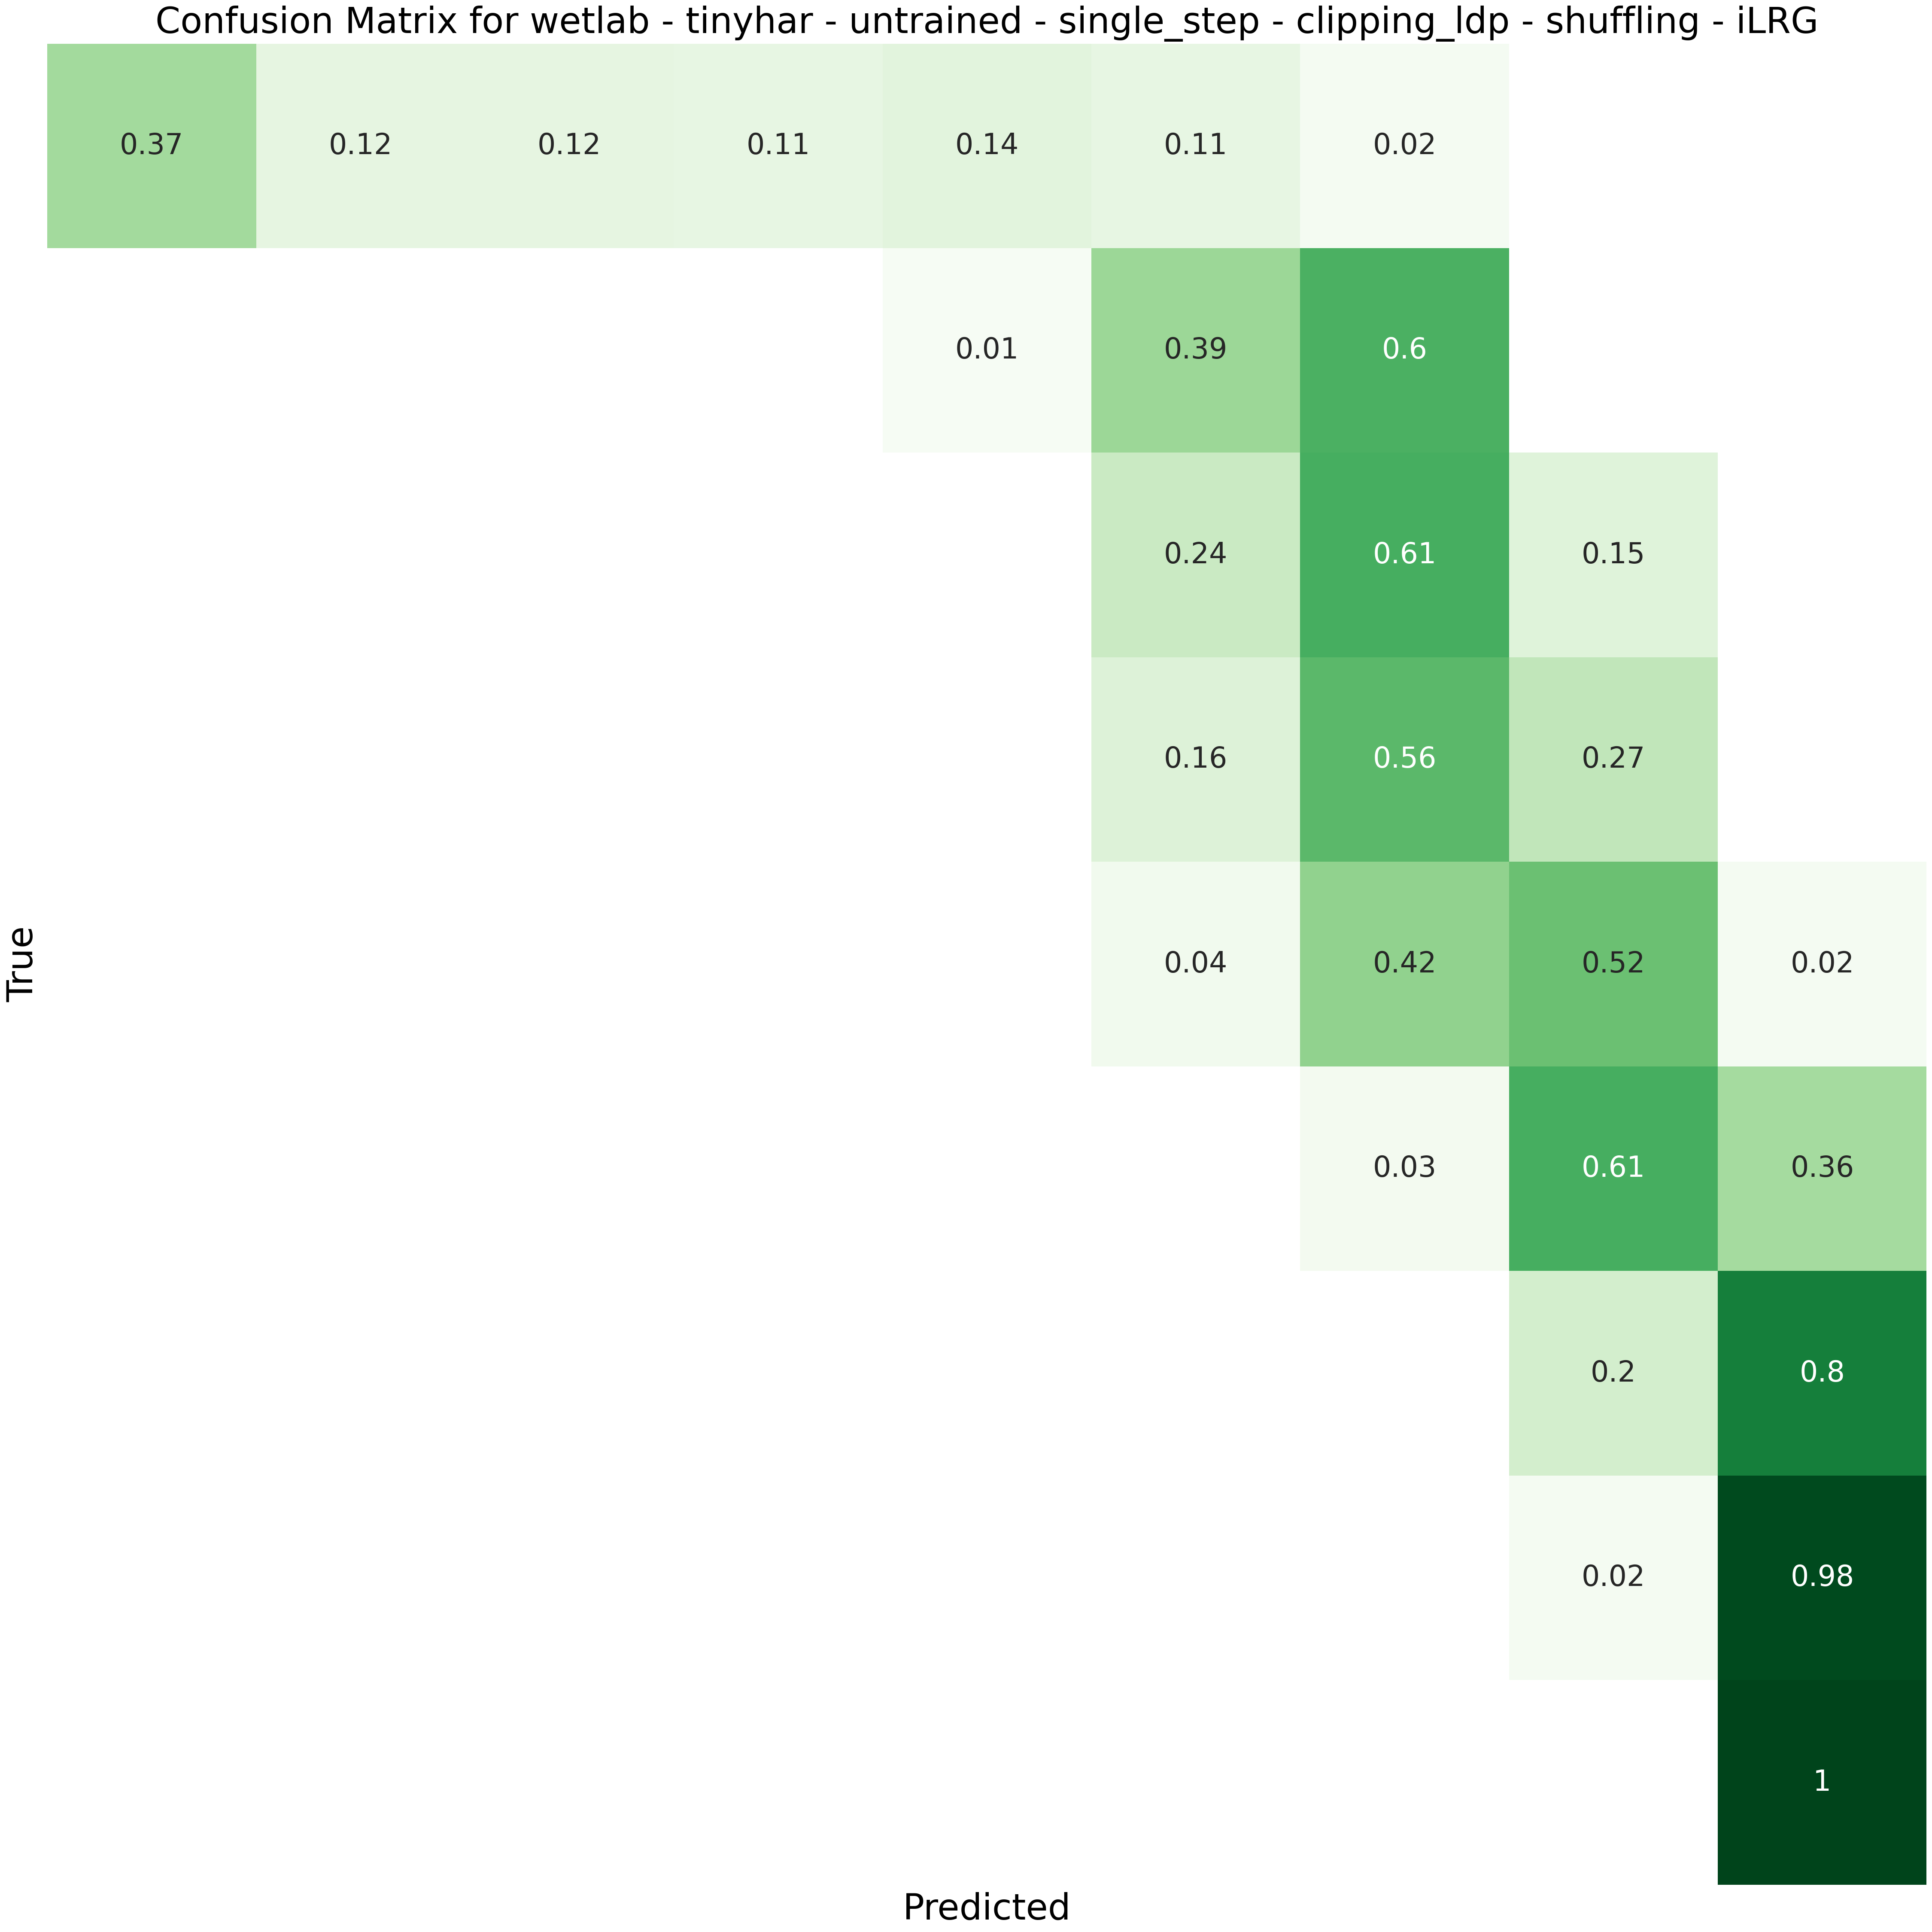 Confusion Matrix for wetlab - tinyhar - untrained - single_step - clipping_ldp - shuffling - iLRG
0.37 0.12 0.12 0.11 0.14 0.11 0.02
0.01 0.39 0.6
0.24 0.61 0.15
0.16 0.56 0.27
True
0.04 0.42 0.52 0.02
0.03 0.61 0.36
0.2 0.8
0.02 0.98
1
Predicted